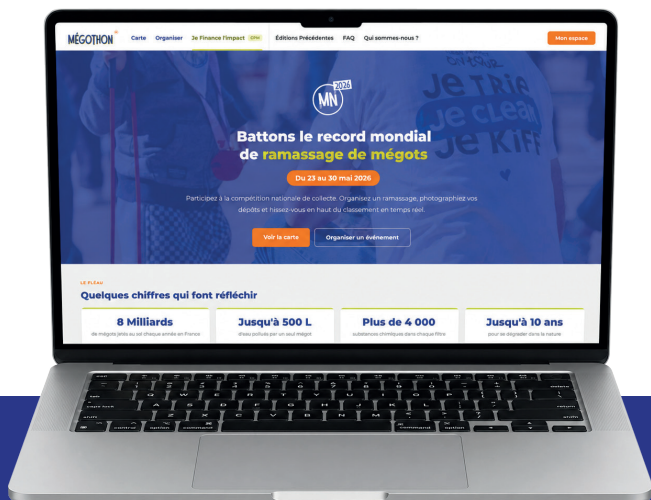 MÉGOTHON
Carte Organiser Je Finance l'impact Éditions Précédentes FAQ Qui sommes-nous ?
Mon espace
JE TRIE
JE CLEAN
JE KIFF
MN 2026
Battons le record mondial
de ramassage de mégots
Du 23 au 30 mai 2026
Participez à la compétition nationale de collecte. Organisez un ramassage, photographiez vos
dépôts et hissez-vous en haut du classement en temps réel.
Voir la carte Organiser un événement
LE FLÉAU
Quelques chiffres qui font réfléchir
8 Milliards
de mégots jetés au sol chaque année en France
Jusqu'à 500 L
d'eau polluée par un seul mégot
Plus de 4 000
substances chimiques dans chaque filtre
Jusqu'à 10 ans
pour se dégrader dans la nature